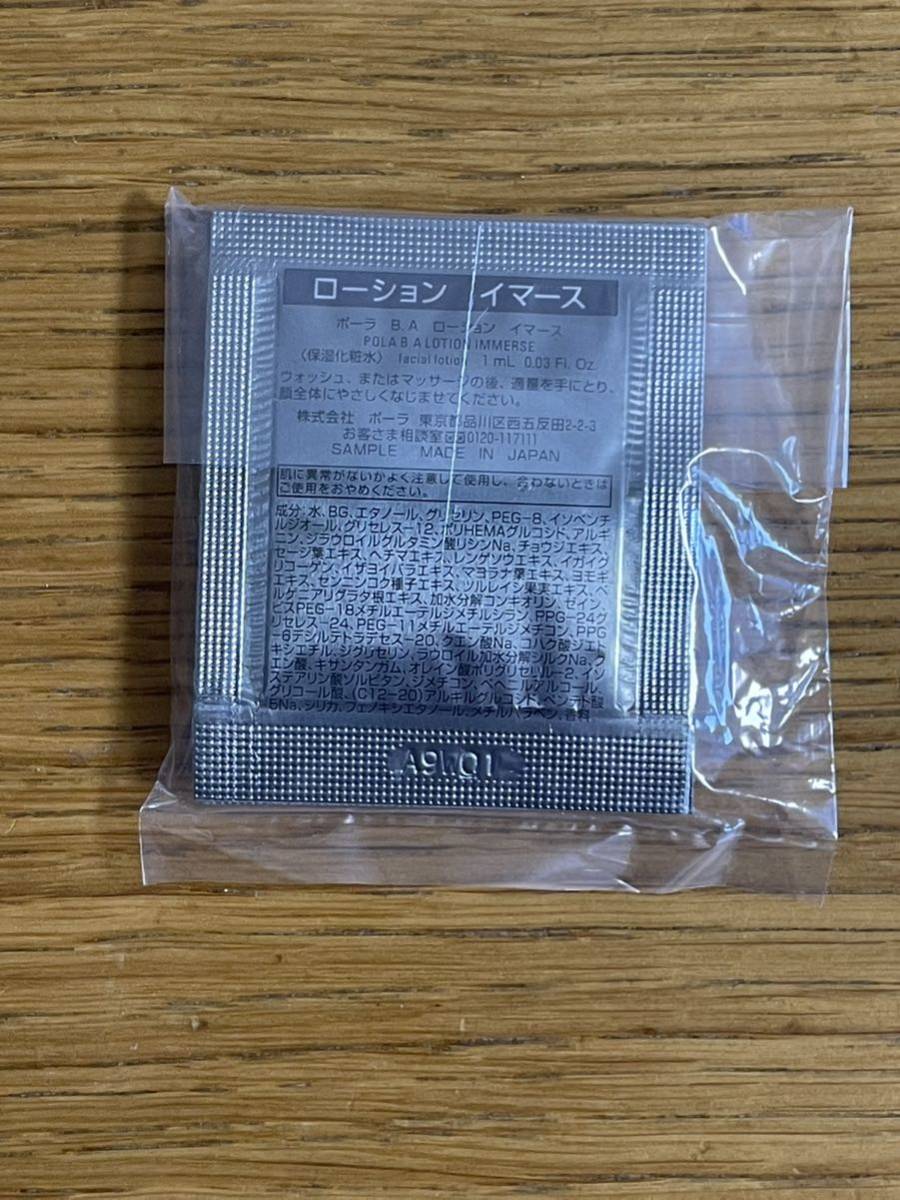 ローション イマース
ポーラ B.A ローション イマース
POLA B.A LOTION IMMERSE
〈保湿化粧水〉 facial lotion 1 mL 0.03 Fl. Oz.
ウォッシュ、またはマッサージの後、適量を手にとり、
顔全体にやさしくなじませてください。
株式会社 ポーラ 東京都品川区西五反田2-2-3
お客さま相談室 0120-117111
SAMPLE MADE IN JAPAN
肌に異常がないかよく注意して使用し、合わないときは
ご使用をおやめください。
成分:水、BG、エタノール、グリセリン、PEG-8、イソペンチ
ルジオール、グリセレス-12、ポリHEMAグルコシド、アルギ
ニン、ジラウロイルグルタミン酸リシンNa、チョウジエキス、
セージ葉エキス、ヘチマエキス、レンゲソウエキス、イガイグ
リコーゲン、イザヨイバラエキス、マヨラナ葉エキス、ヨモギ
エキス、センニンコク種子エキス、ツルレイシ果実エキス、ベ
ルゲニアリグラタ根エキス、加水分解コンキオリン、セイン、
ビスPEG-18メチルエーテルジメチルシラン、PPG-24グ
リセレス-24、PEG-11メチルエーテルジメチコン、PPG
-6デシルテトラデセス-20、クエン酸Na、コハク酸ジエト
キシエチル、ジグリセリン、ラウロイル加水分解シルクNa、ク
エン酸、キサンタンガム、オレイン酸ポリグリセリル-2、イソ
ステアリン酸ソルビタン、ジメチコン、ベヘニルアルコール、
グリコール酸、(C12-20)アルキルグルコシド、ペンテト酸
5Na、シリカ、フェノキシエタノール、メチルパラベン、香料